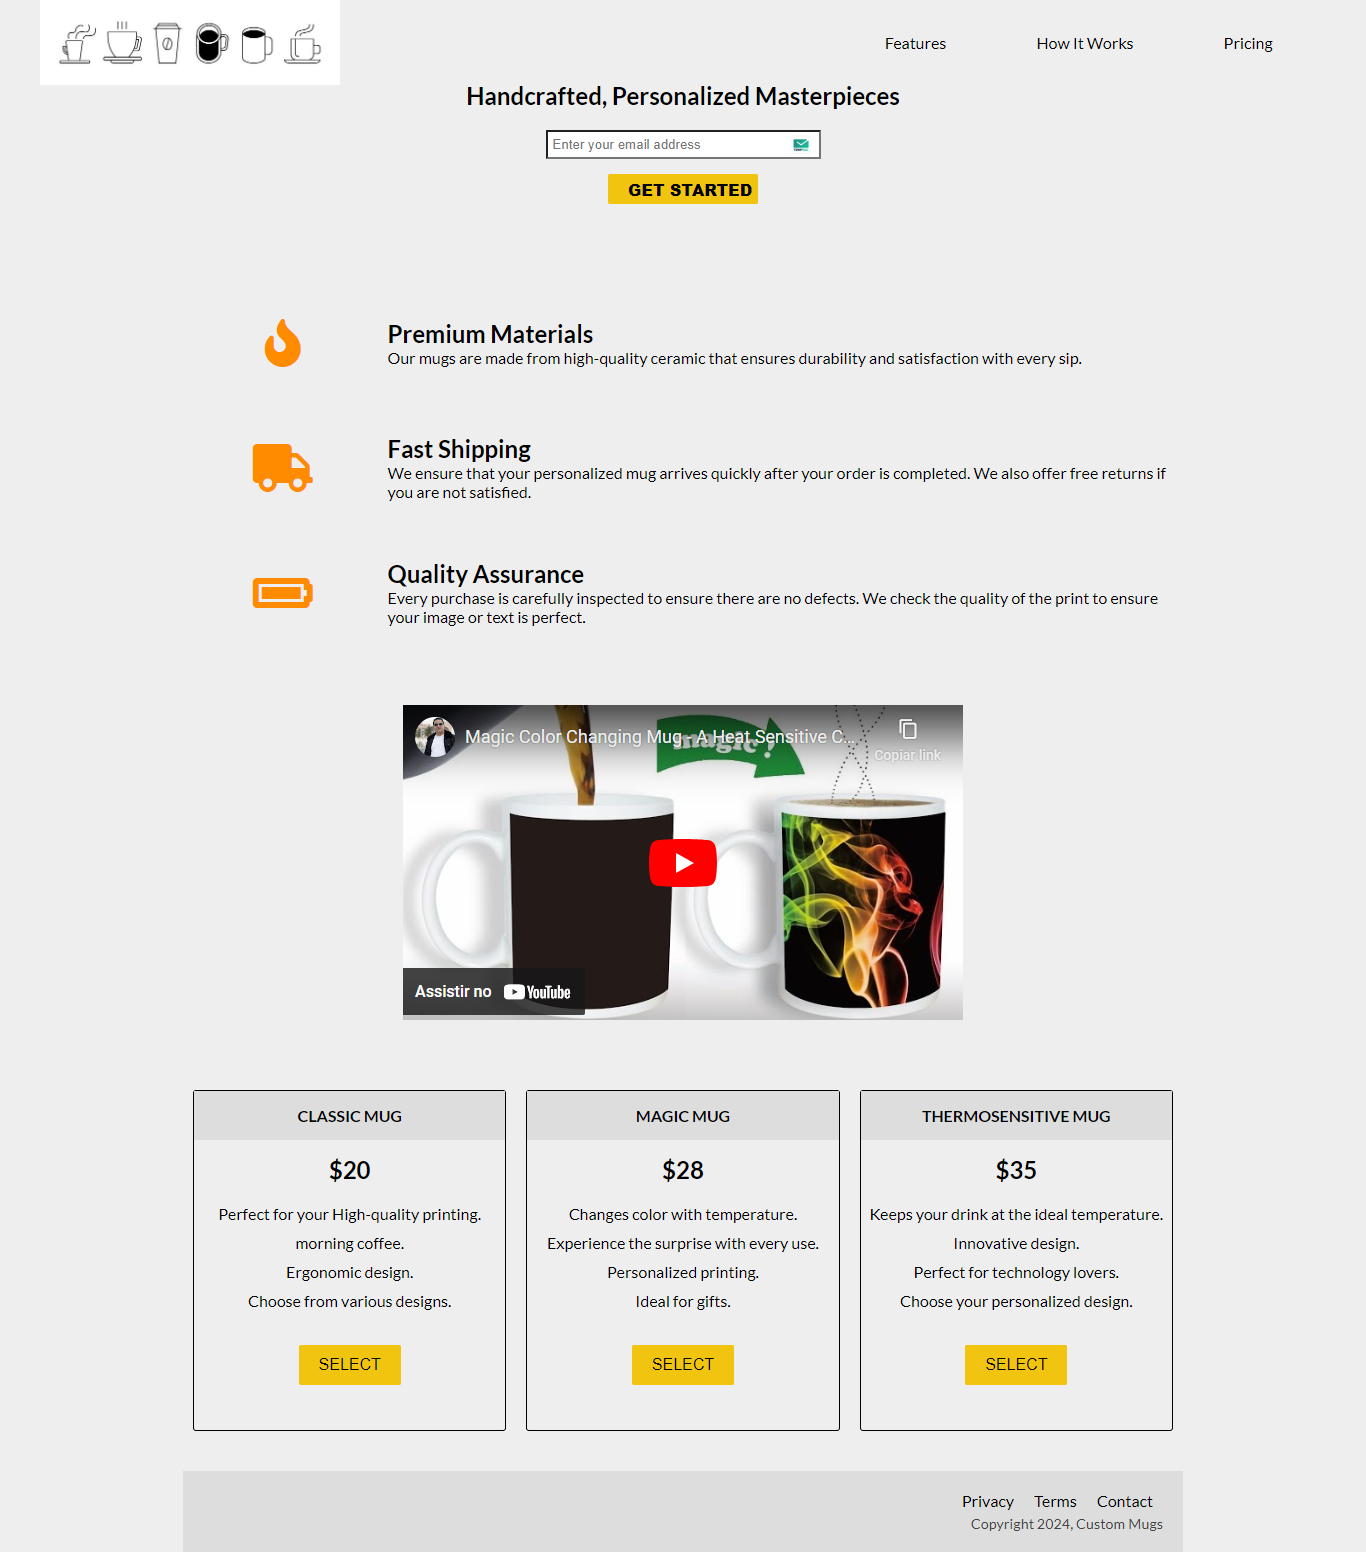 Features
How It Works
Pricing
Handcrafted, Personalized Masterpieces
Enter your email address
GET STARTED
Premium Materials
Our mugs are made from high-quality ceramic that ensures durability and satisfaction with every sip.
Fast Shipping
We ensure that your personalized mug arrives quickly after your order is completed. We also offer free returns if
you are not satisfied.
Quality Assurance
Every purchase is carefully inspected to ensure there are no defects. We check the quality of the print to ensure
your image or text is perfect.
Magic Color Changing Mug - A Heat Sensitive C...
magic!
Copiar link
Assistir no YouTube
CLASSIC MUG
$20
Perfect for your High-quality printing.
morning coffee.
Ergonomic design.
Choose from various designs.
SELECT
MAGIC MUG
$28
Changes color with temperature.
Experience the surprise with every use.
Personalized printing.
Ideal for gifts.
SELECT
THERMOSENSITIVE MUG
$35
Keeps your drink at the ideal temperature.
Innovative design.
Perfect for technology lovers.
Choose your personalized design.
SELECT
Privacy
Terms
Contact
Copyright 2024, Custom Mugs